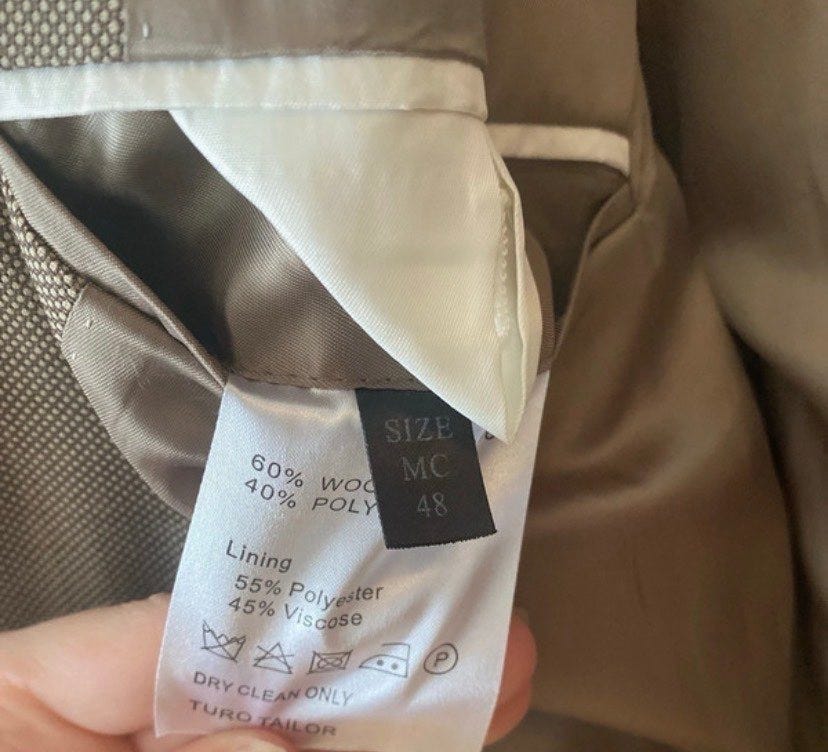 SIZE
MC
48
60% WOO
40% POLY
Lining
55% Polyester
45% Viscose
P
DRY CLEAN ONLY
TURO TAILOR